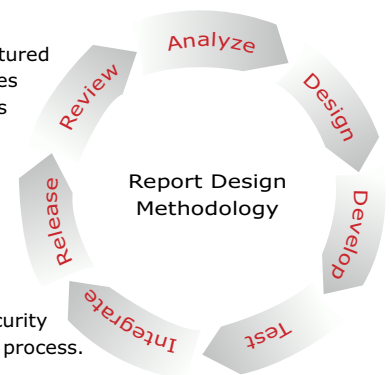 tured
es
s
curity
process.
Analyze
Design
Develop
Test
Integrate
Release
Review
Report Design
Methodology